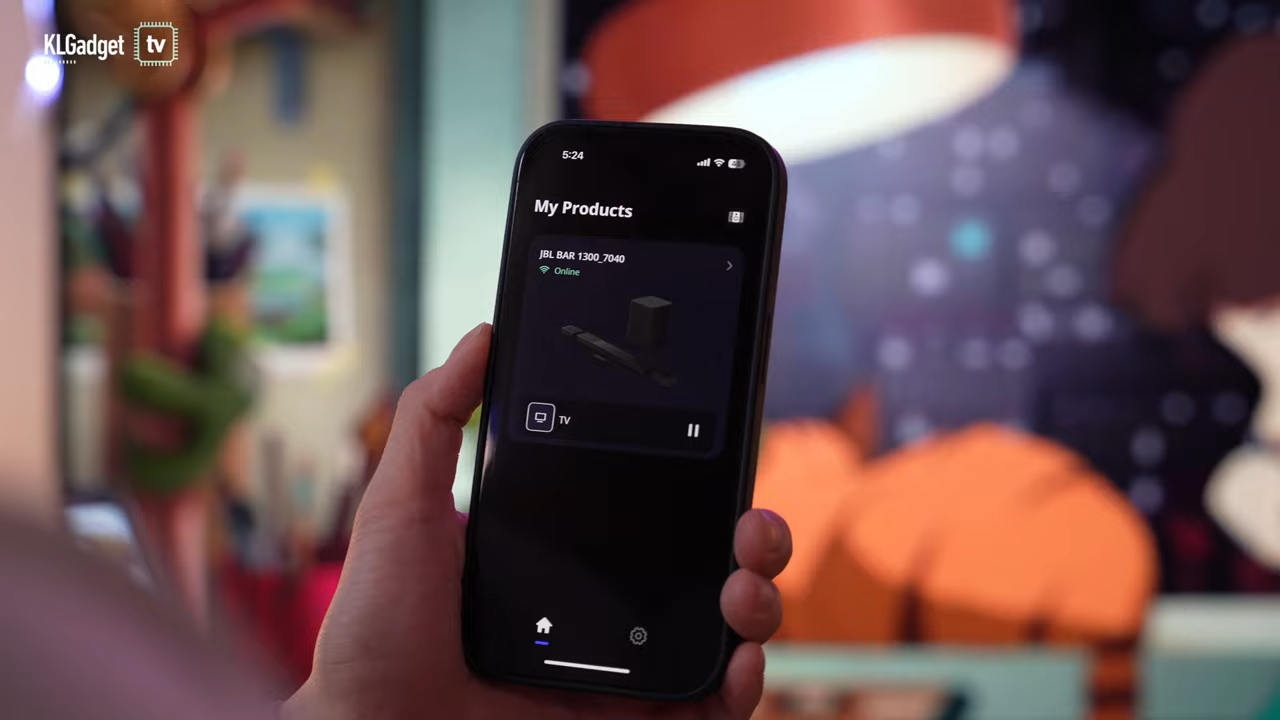 KLGadget tv
5:24
My Products
JBL BAR 1300_7040
Online
TV